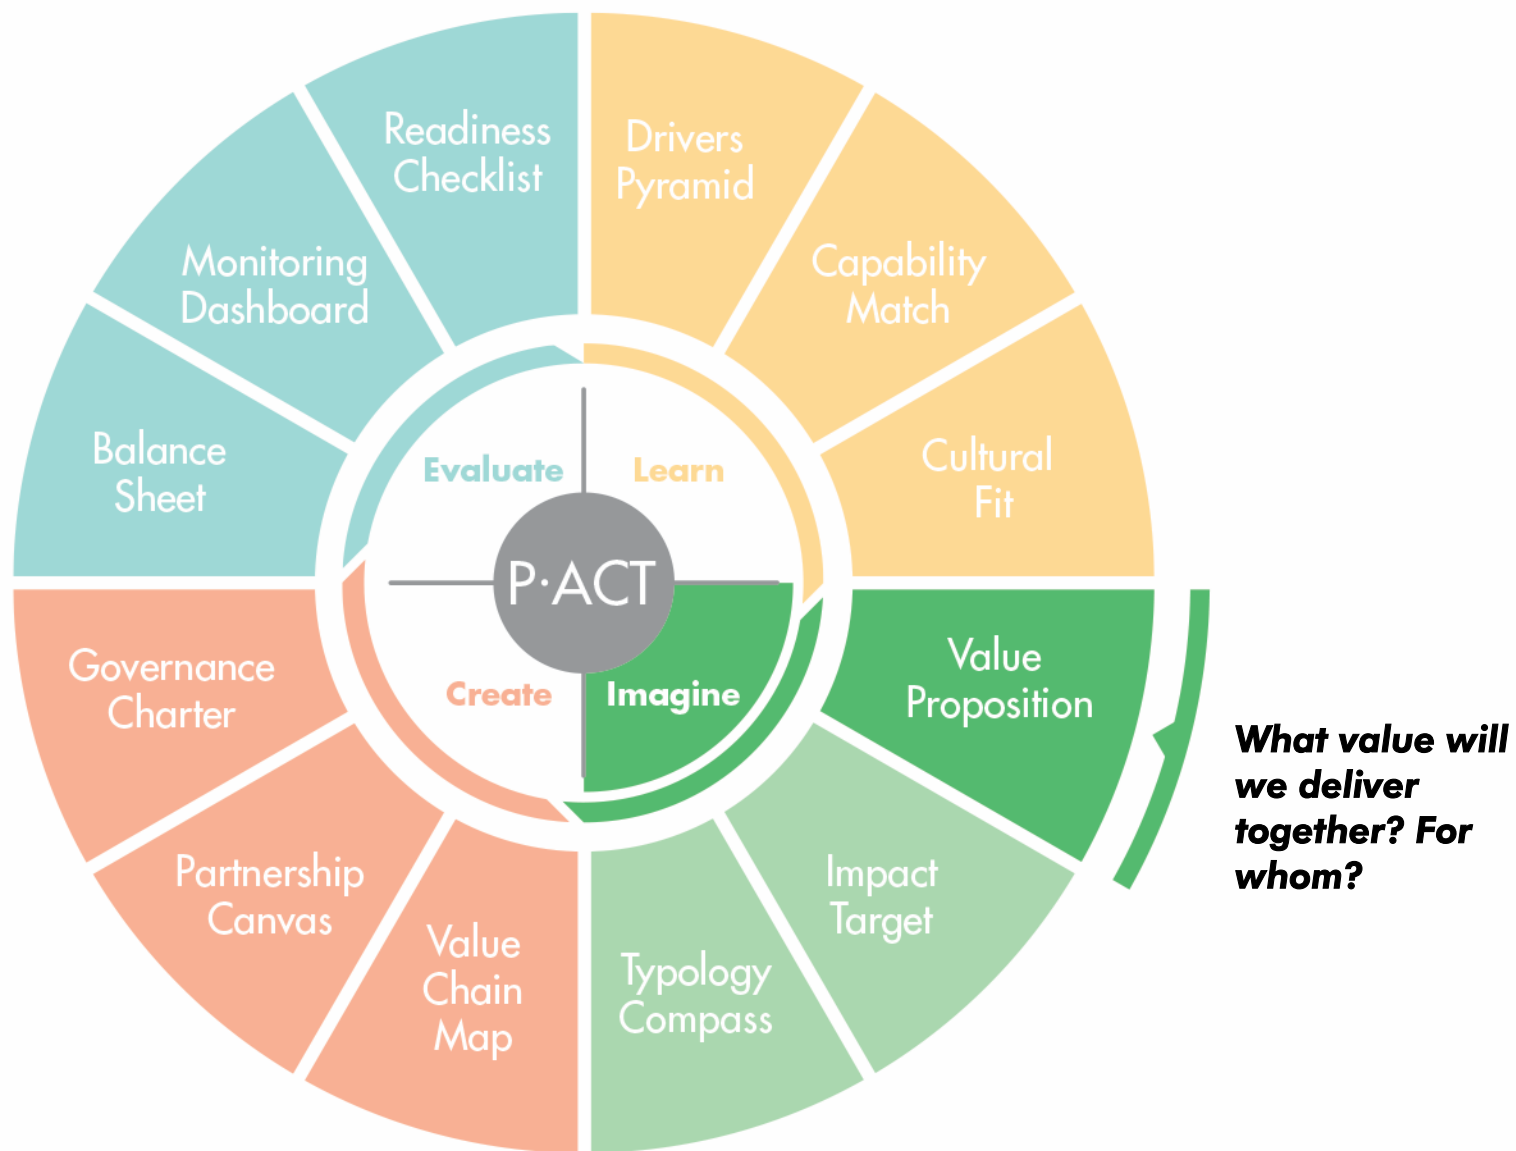 Readiness
Checklist
Drivers
Pyramid
Capability
Match
Cultural
Fit
Value
Proposition
Impact
Target
Typology
Compass
Value
Chain
Map
Partnership
Canvas
Governance
Charter
Balance
Sheet
Monitoring
Dashboard
Evaluate
Learn
P·ACT
Create
Imagine
What value will
we deliver
together? For
whom?